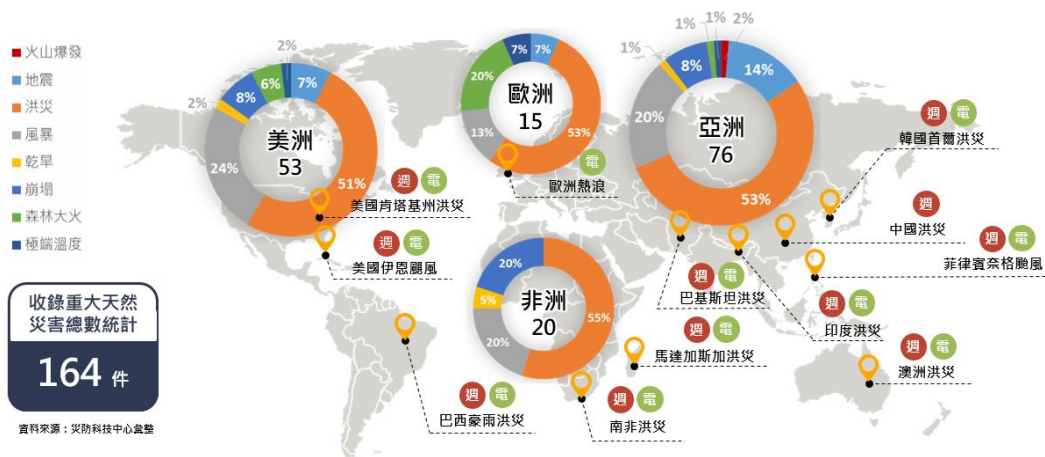 火山爆發
地震
洪災
風暴
乾旱
崩塌
森林大火
極端溫度
2%
7%
6%
8%
2%
24%
51%
美洲
53
7%
7%
20%
13%
53%
歐洲
15
1%
1%
2%
1%
8%
14%
20%
53%
亞洲
76
20%
5%
20%
55%
非洲
20
週 電
美國肯塔基州洪災
週 電
美國伊恩颶風
電
歐洲熱浪
週 電
韓國首爾洪災
週
中國洪災
週 電
菲律賓奈格颱風
週 電
巴基斯坦洪災
週 電
印度洪災
週 電
馬達加斯加洪災
週 電
澳洲洪災
週 電
巴西豪雨洪災
週 電
南非洪災
收錄重大天然
災害總數統計
164 件
資料來源：災防科技中心彙整